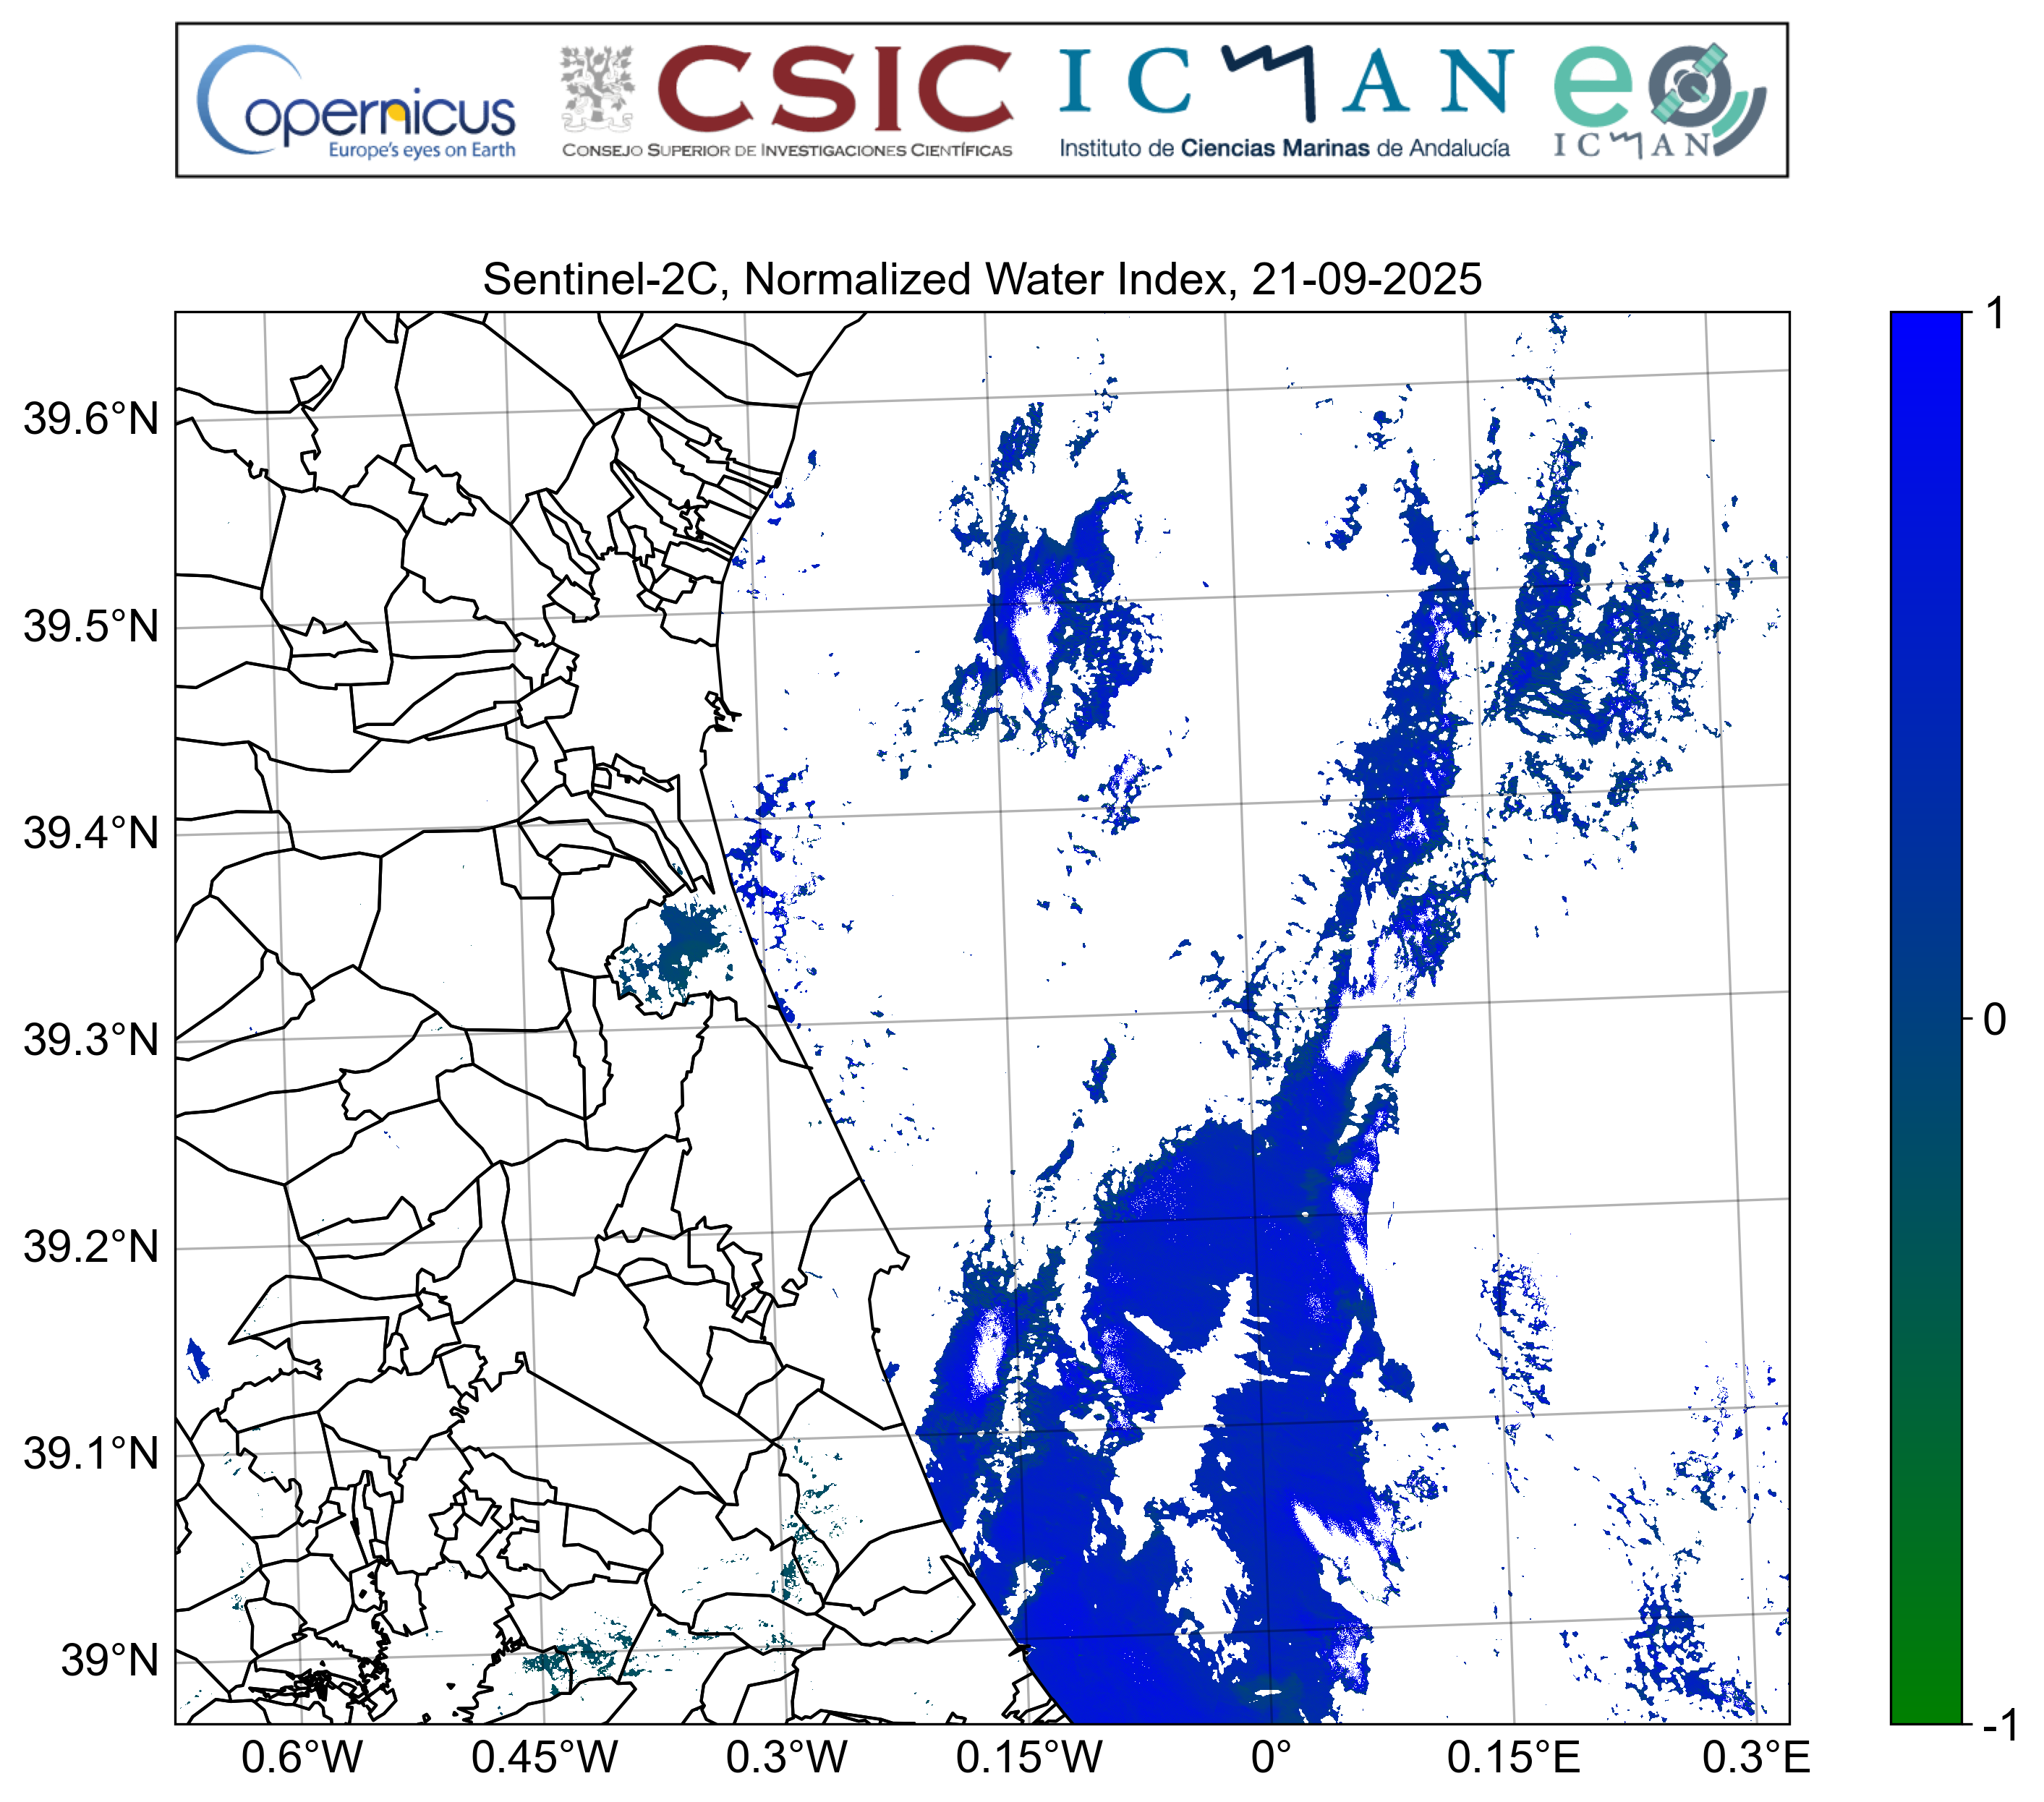 Copernicus
Europe's eyes on Earth
CSIC
CONSEJO SUPERIOR DE INVESTIGACIONES CIENTÍFICAS
ICMAN
Instituto de Ciencias Marinas de Andalucía
eo
ICMAN
Sentinel-2C, Normalized Water Index, 21-09-2025
39.6°N
39.5°N
39.4°N
39.3°N
39.2°N
39.1°N
39°N
0.6°W
0.45°W
0.3°W
0.15°W
0°
0.15°E
0.3°E
1
0
-1